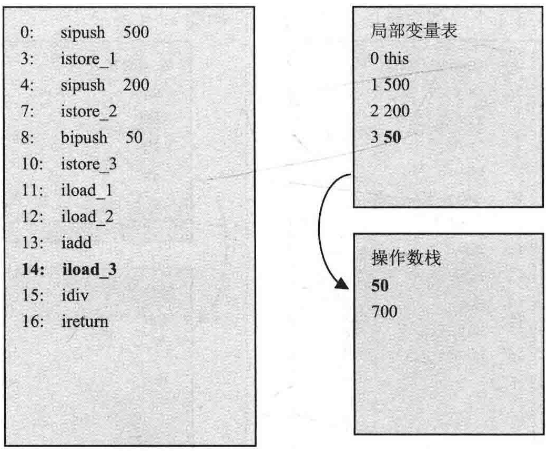 0: sipush 500
3: istore_1
4: sipush 200
7: istore_2
8: bipush 50
10: istore_3
11: iload_1
12: iload_2
13: iadd
14: iload_3
15: idiv
16: ireturn
局部变量表
0 this
1 500
2 200
3 50
操作数栈
50
700